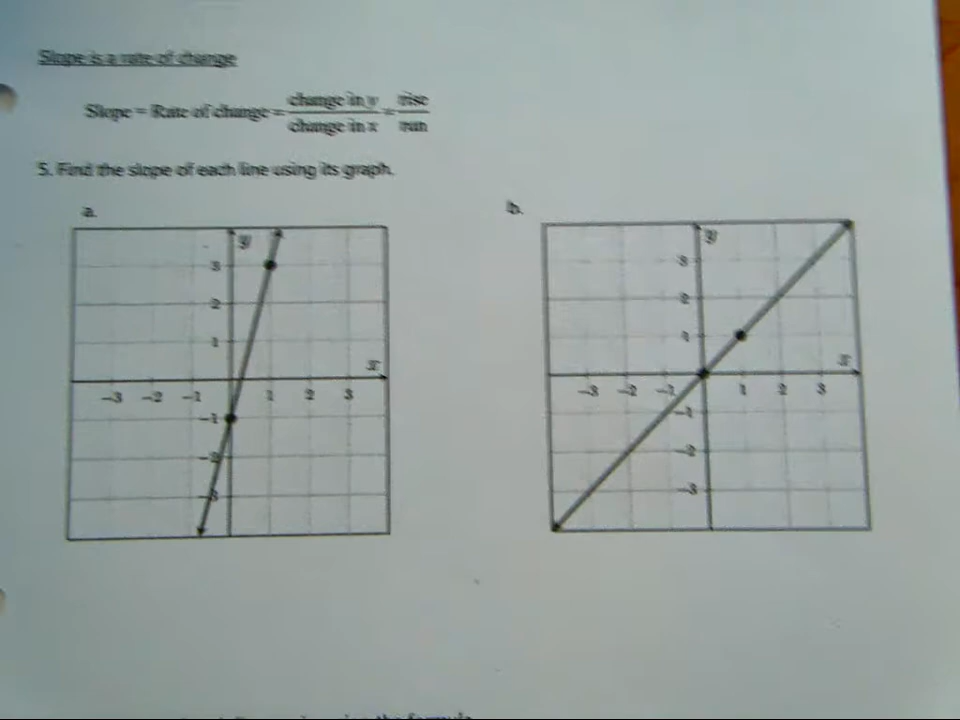 Slope is a rate of change
Slope = Rate of change = change in y / change in x = rise / run
5. Find the slope of each line using its graph.
a.
b.
y
3
2
1
x
-3 -2 -1 1 2 3
-1
-2
-3
y
3
2
1
x
-3 -2 -1 1 2 3
-1
-2
-3
the formula